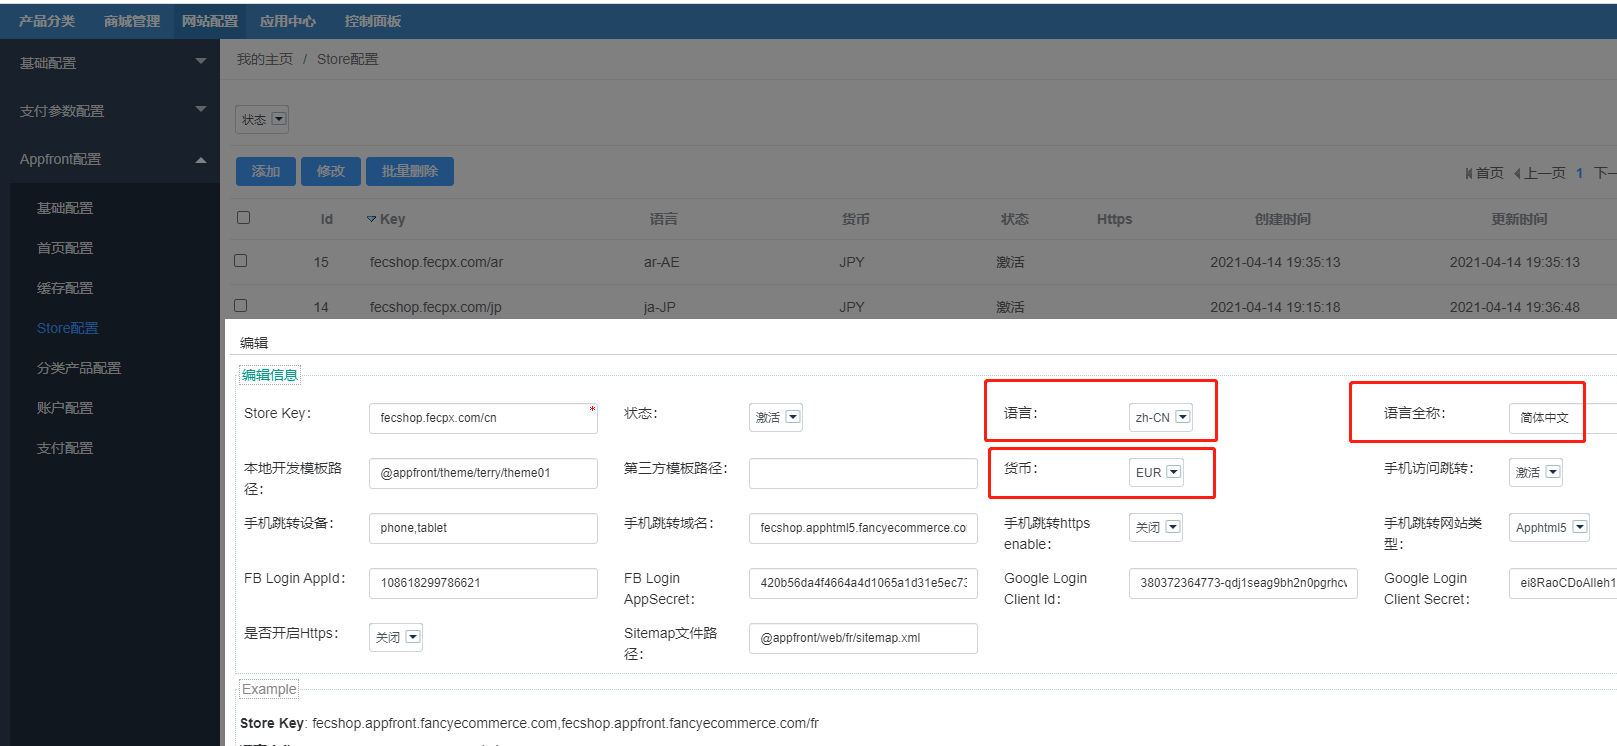 产品分类 商城管理 网站配置 应用中心 控制面板
基础配置
支付参数配置
Appfront配置
基础配置
首页配置
缓存配置
Store配置
分类产品配置
账户配置
支付配置
我的主页 / Store配置
状态
添加 修改 批量删除
首页 上一页 1 下一
Id Key 语言 货币 状态 Https 创建时间 更新时间
15 fecshop.fecpx.com/ar ar-AE JPY 激活 2021-04-14 19:35:13 2021-04-14 19:35:13
14 fecshop.fecpx.com/jp ja-JP JPY 激活 2021-04-14 19:15:18 2021-04-14 19:36:48
编辑
编辑信息
Store Key： fecshop.fecpx.com/cn * 状态： 激活 语言： zh-CN 语言全称： 简体中文
本地开发模板路径： @appfront/theme/terry/theme01 第三方模板路径： 货币： EUR 手机访问跳转： 激活
手机跳转设备： phone,tablet 手机跳转域名： fecshop.apphtml5.fancyecommerce.co 手机跳转https enable： 关闭 手机跳转网站类型： Apphtml5
FB Login AppId： 108618299786621 FB Login AppSecret： 420b56da4f4664a4d1065a1d31e5ec73 Google Login Client Id： 380372364773-qdj1seag9bh2n0pgrhcv Google Login Client Secret： ei8RaoCDoAlleh1
是否开启Https： 关闭 Sitemap文件路径： @appfront/web/fr/sitemap.xml
Example
Store Key: fecshop.appfront.fancyecommerce.com,fecshop.appfront.fancyecommerce.com/fr